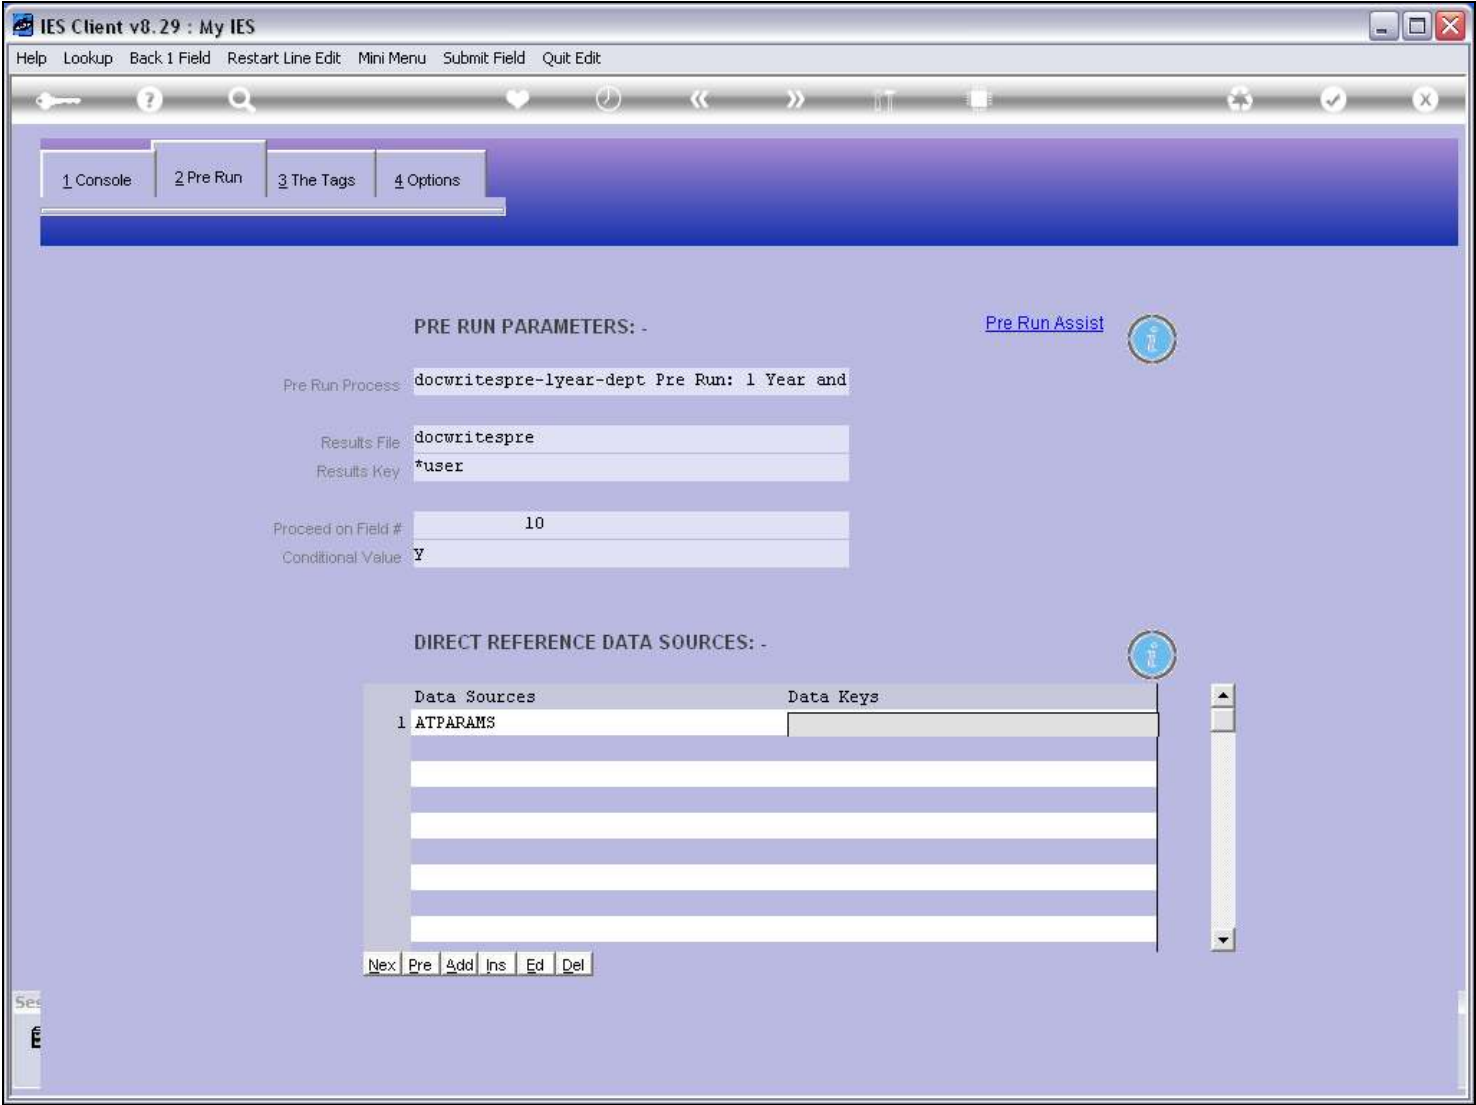 IES Client v8.29 : My IES
Help Lookup Back 1 Field Restart Line Edit Mini Menu Submit Field Quit Edit
1 Console 2 Pre Run 3 The Tags 4 Options
PRE RUN PARAMETERS: - Pre Run Assist
Pre Run Process docwritespre-1year-dept Pre Run: 1 Year and
Results File docwritespre
Results Key *user
Proceed on Field # 10
Conditional Value Y
DIRECT REFERENCE DATA SOURCES: -
Data Sources Data Keys
1 ATPARAMS
Nex Pre Add Ins Ed Del
Ses